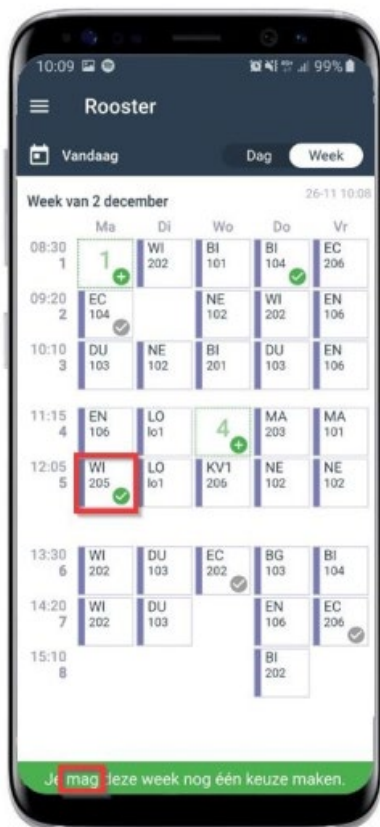 10:09 99%
Rooster
Vandaag Dag Week
Week van 2 december 26-11 10:08
Ma Di Wo Do Vr
08:30 1 WI BI BI EC
1 202 101 104 206
09:20 EC NE WI EN
2 104 102 202 106
10:10 DU NE BI DU EN
3 103 102 201 103 106
11:15 EN LO 4 MA MA
4 106 lo1 203 101
12:05 WI LO KV1 NE NE
5 205 lo1 206 102 102
13:30 WI DU EC BG BI
6 202 103 202 103 104
14:20 WI DU EN EC
7 202 103 106 206
15:10 BI
8 202
Je mag deze week nog één keuze maken.